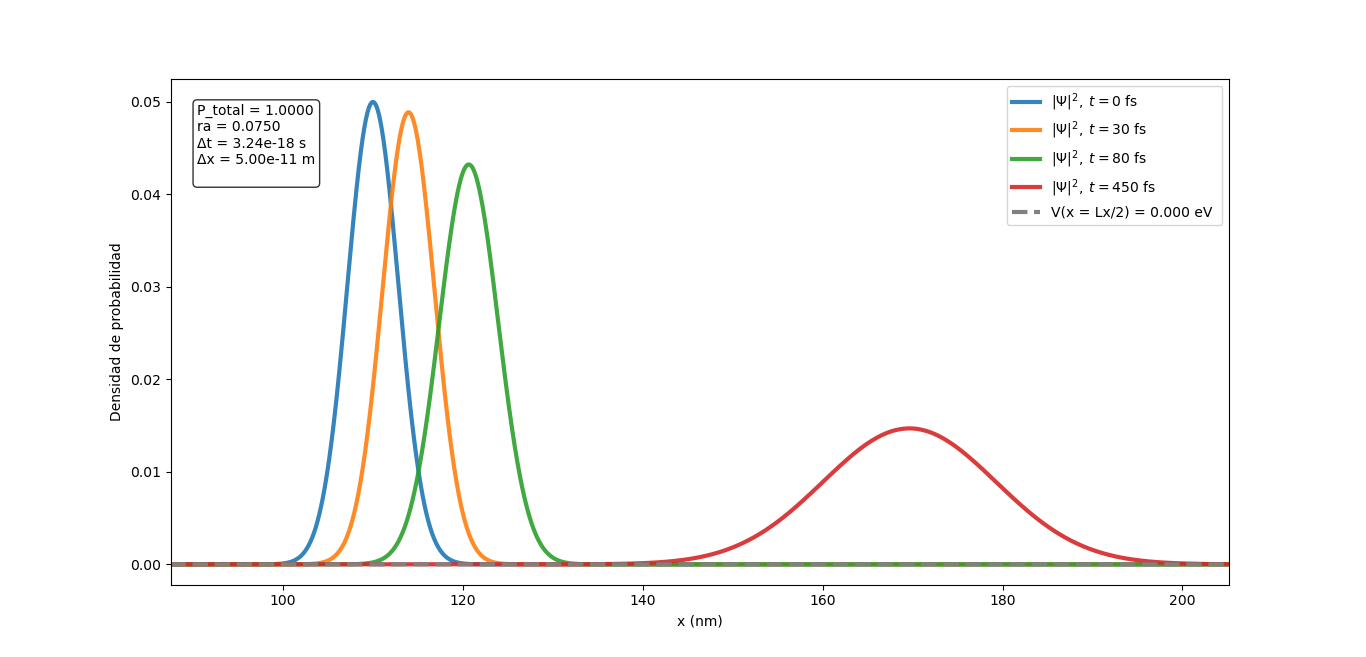 P_total = 1.0000
ra = 0.0750
Δt = 3.24e-18 s
Δx = 5.00e-11 m
|Ψ|², t = 0 fs
|Ψ|², t = 30 fs
|Ψ|², t = 80 fs
|Ψ|², t = 450 fs
V(x = Lx/2) = 0.000 eV
Densidad de probabilidad
0.05
0.04
0.03
0.02
0.01
0.00
100 120 140 160 180 200
x (nm)